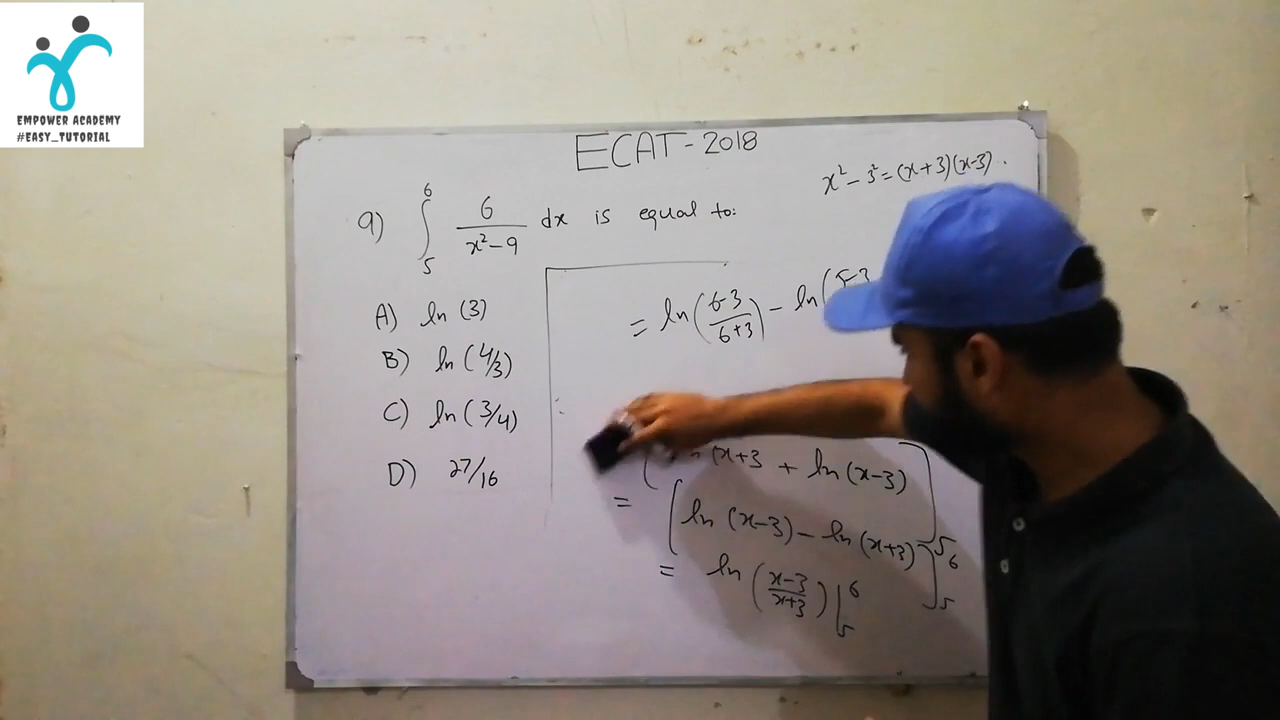 EMPOWER ACADEMY
#EASY_TUTORIAL
ECAT-2018
x² - 3² = (x+3)(x-3).
9) ∫₅⁶ 6/(x²-9) dx is equal to:
A) ln (3)
B) ln (4/3)
C) ln (3/4)
D) 27/16
= ln((6-3)/(6+3)) - ln(5-3
(x+3 + ln(x-3)]₅
= [ln (x-3) - ln (x+3)]₅⁶
= ln ((x-3)/(x+3))|₅⁶